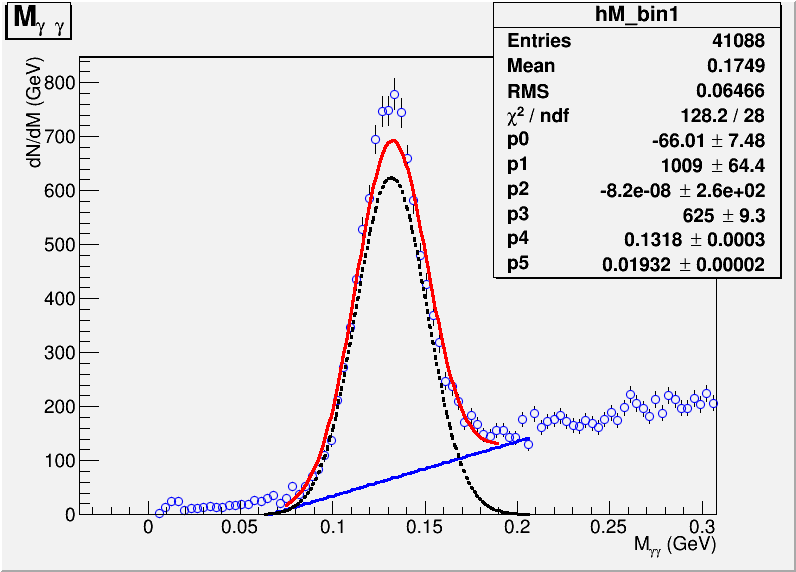 M γ γ
hM_bin1
Entries 41088
Mean 0.1749
RMS 0.06466
χ² / ndf 128.2 / 28
p0 -66.01 ± 7.48
p1 1009 ± 64.4
p2 -8.2e-08 ± 2.6e+02
p3 625 ± 9.3
p4 0.1318 ± 0.0003
p5 0.01932 ± 0.00002
dN/dM (GeV)
800
700
600
500
400
300
200
100
0
0 0.05 0.1 0.15 0.2 0.25 0.3
M γγ (GeV)